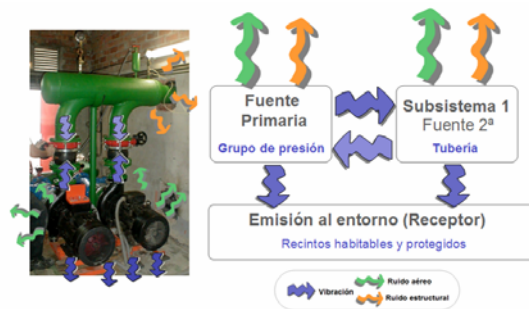 Fuente
Primaria
Grupo de presión
Subsistema 1
Fuente 2ª
Tubería
Emisión al entorno (Receptor)
Recintos habitables y protegidos
Vibración
Ruido aéreo
Ruido estructural